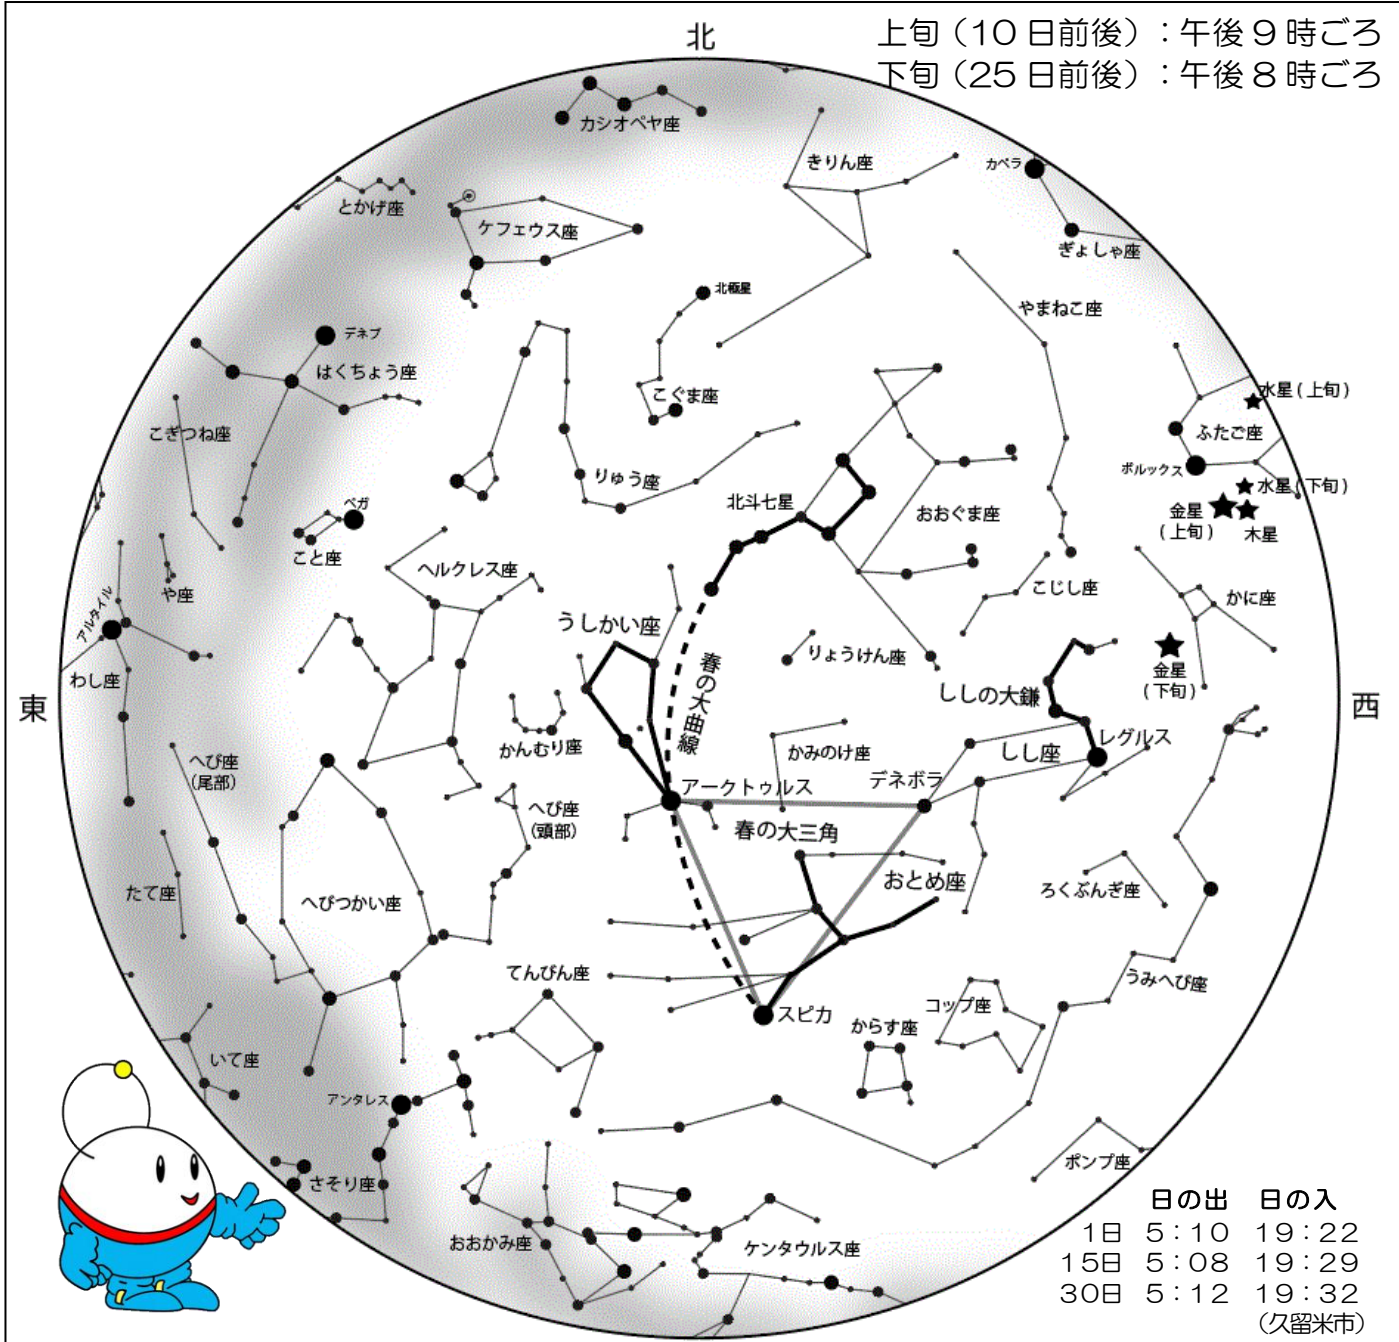 北
上旬（10日前後）：午後９時ごろ
下旬（25日前後）：午後８時ごろ
カシオペヤ座
きりん座
カペラ
とかげ座
ケフェウス座
ぎょしゃ座
北極星
やまねこ座
デネブ
はくちょう座
こぐま座
水星(上旬)
こぎつね座
ふたご座
りゅう座
ポルックス
水星(下旬)
ベガ
北斗七星
おおぐま座
金星
(上旬)
木星
こと座
ヘルクレス座
や座
こじし座
かに座
アルタイル
うしかい座
りょうけん座
春の大曲線
金星
(下旬)
わし座
ししの大鎌
東
西
かんむり座
かみのけ座
しし座
レグルス
へび座
(尾部)
アークトゥルス
デネボラ
へび座
(頭部)
春の大三角
たて座
へびつかい座
おとめ座
ろくぶんぎ座
てんびん座
うみへび座
スピカ
コップ座
からす座
いて座
アンタレス
さそり座
ポンプ座
おおかみ座
ケンタウルス座
日の出 日の入
1日 5：10 19：22
15日 5：08 19：29
30日 5：12 19：32
（久留米市）